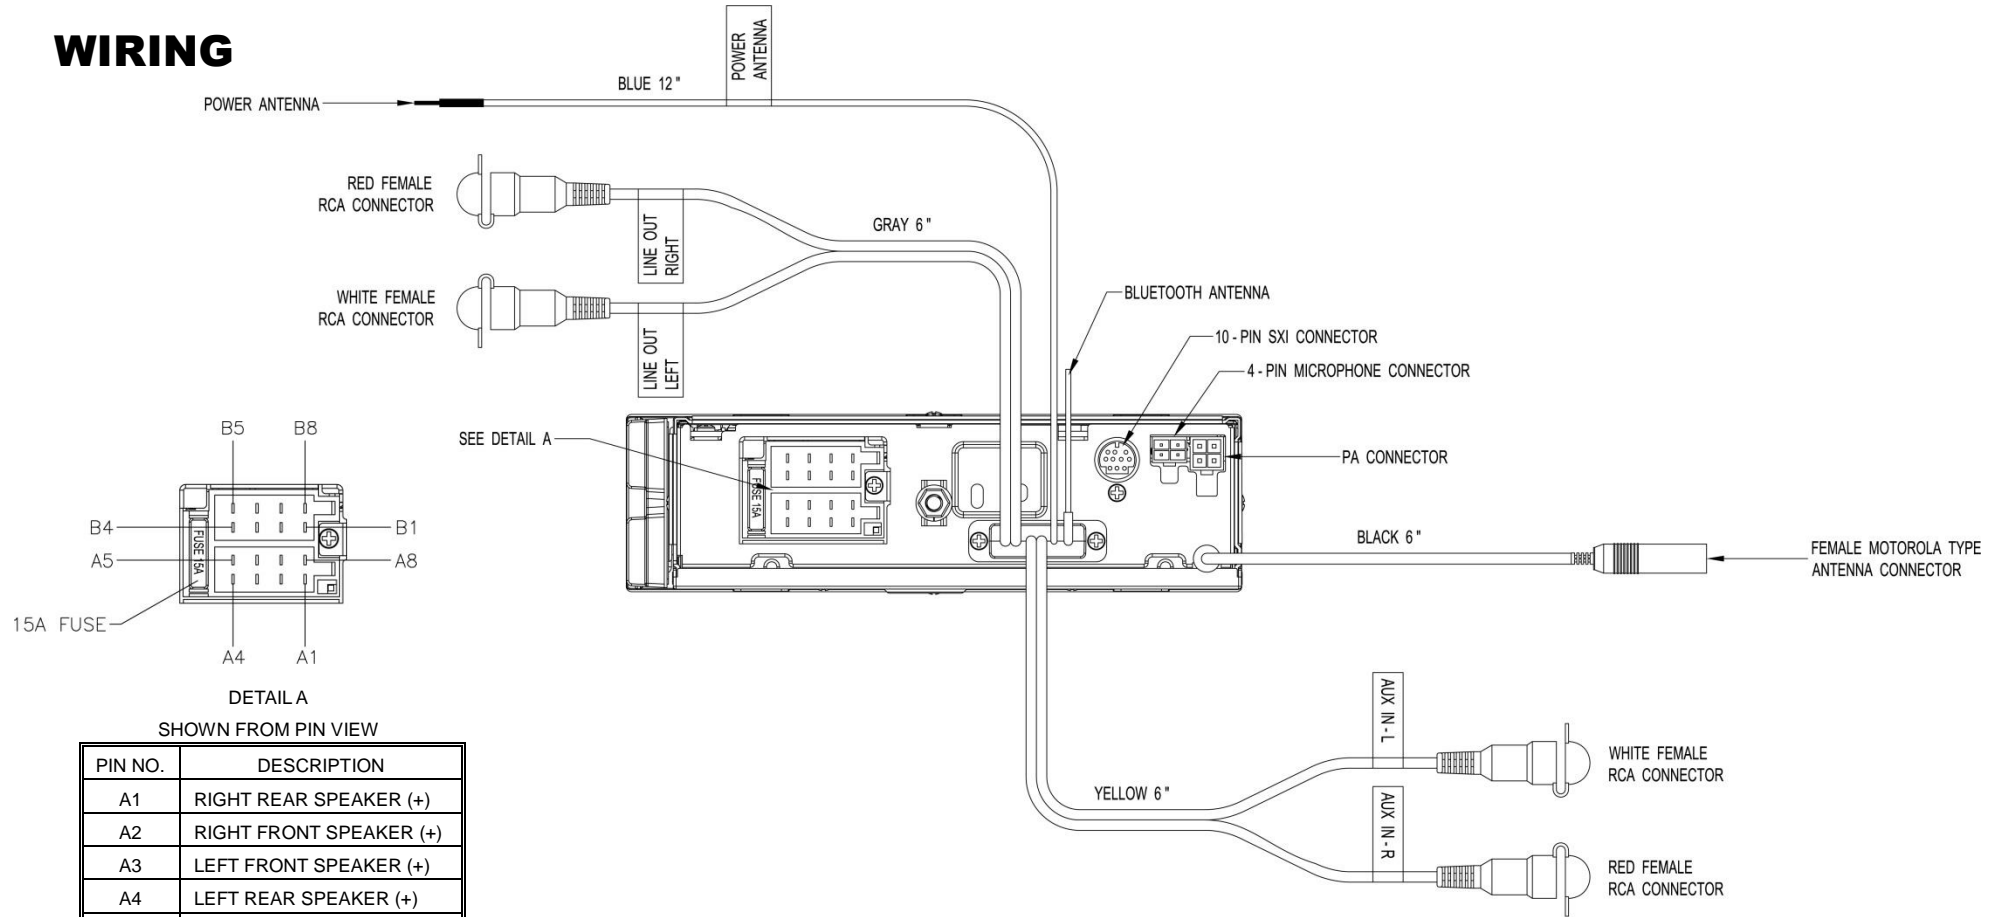 WIRING
POWER ANTENNA
BLUE 12"
POWER
ANTENNA
RED FEMALE
RCA CONNECTOR
LINE OUT
RIGHT
GRAY 6"
WHITE FEMALE
RCA CONNECTOR
LINE OUT
LEFT
BLUETOOTH ANTENNA
10-PIN SXI CONNECTOR
4-PIN MICROPHONE CONNECTOR
SEE DETAIL A
PA CONNECTOR
FUSE 15A
BLACK 6"
FEMALE MOTOROLA TYPE
ANTENNA CONNECTOR
B5 B8
B4 B1
A5 A8
FUSE 15A
15A FUSE
A4 A1
DETAIL A
SHOWN FROM PIN VIEW
PIN NO. DESCRIPTION
A1 RIGHT REAR SPEAKER (+)
A2 RIGHT FRONT SPEAKER (+)
A3 LEFT FRONT SPEAKER (+)
A4 LEFT REAR SPEAKER (+)
AUX IN-L
WHITE FEMALE
RCA CONNECTOR
YELLOW 6"
AUX IN-R
RED FEMALE
RCA CONNECTOR